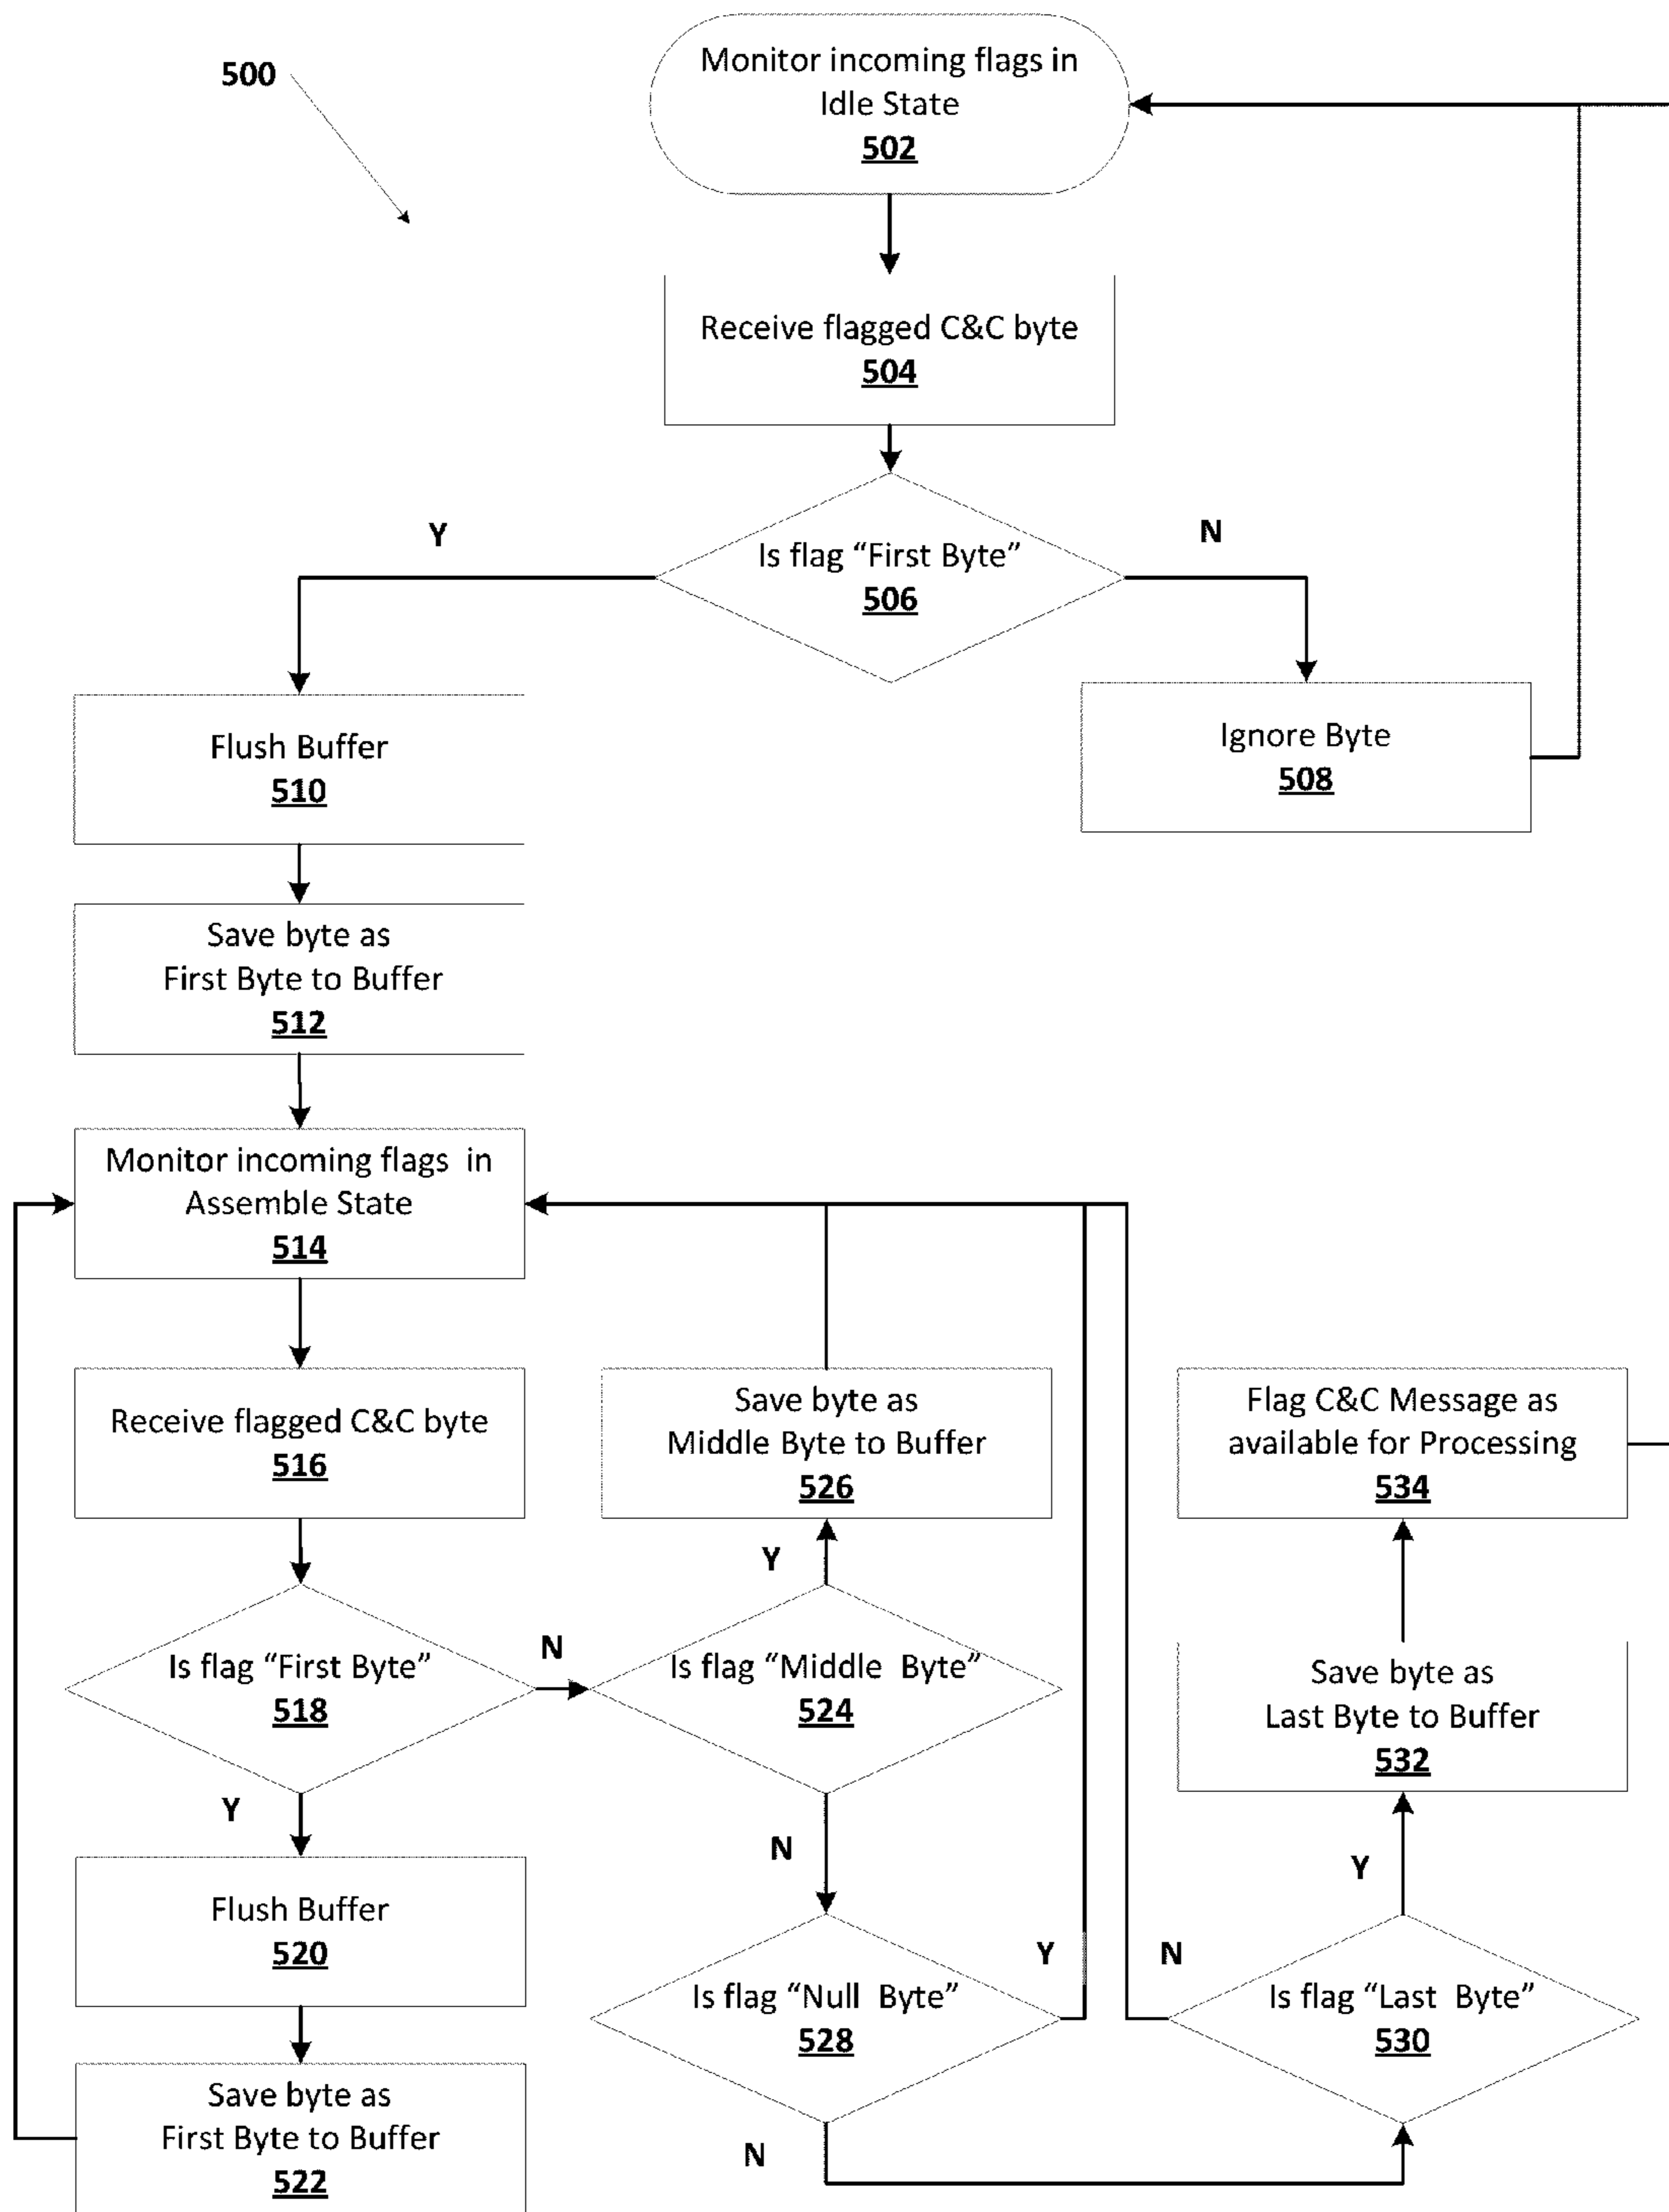 500
Monitor incoming flags in
Idle State
502
Receive flagged C&C byte
504
Y
N
Is flag “First Byte”
506
Flush Buffer
510
Ignore Byte
508
Save byte as
First Byte to Buffer
512
Monitor incoming flags in
Assemble State
514
Receive flagged C&C byte
516
Save byte as
Middle Byte to Buffer
526
Flag C&C Message as
available for Processing
534
Y
Is flag “First Byte”
518
N
Is flag “Middle Byte”
524
Save byte as
Last Byte to Buffer
532
Y
N
Y
Flush Buffer
520
Is flag “Null Byte”
528
Y
N
Is flag “Last Byte”
530
Save byte as
First Byte to Buffer
522
N